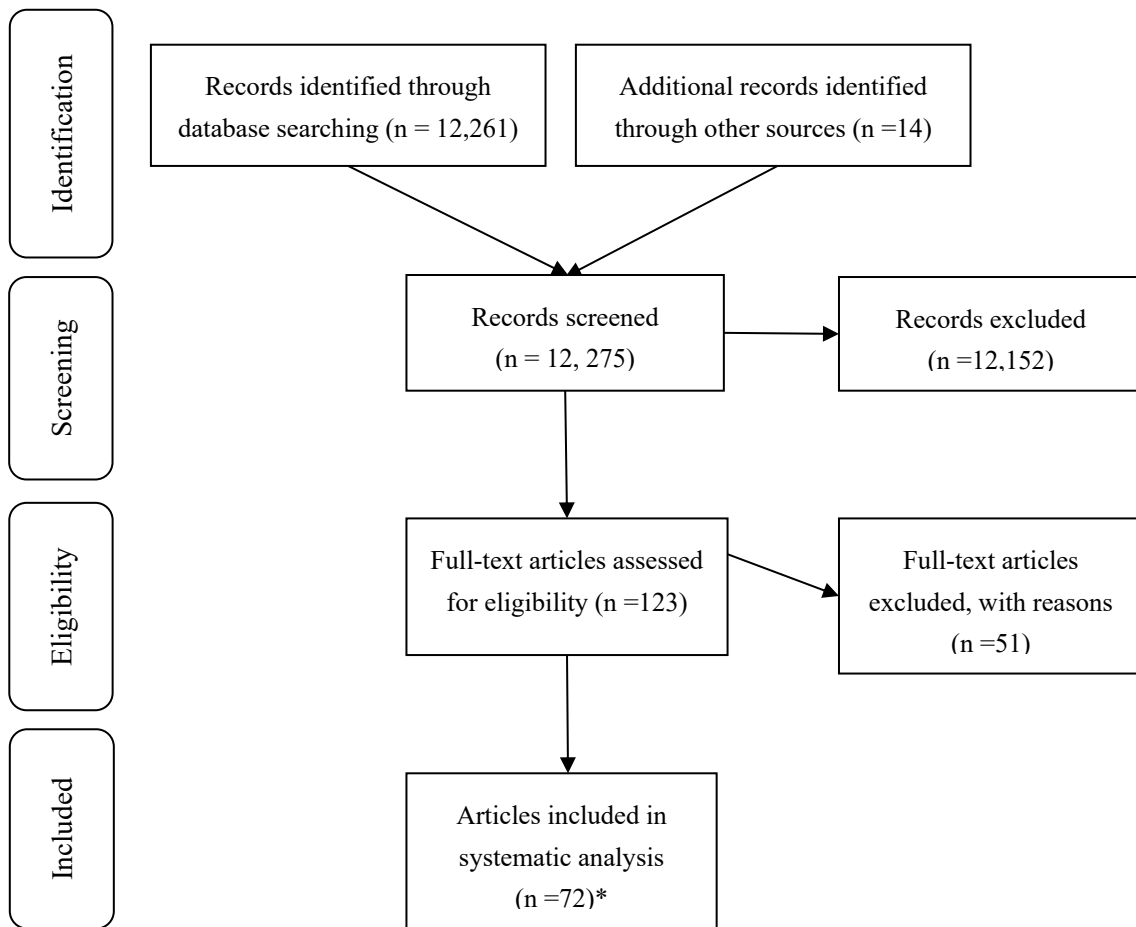 Identification
Records identified through
database searching (n = 12,261)
Additional records identified
through other sources (n =14)
Screening
Records screened
(n = 12, 275)
Records excluded
(n =12,152)
Eligibility
Full-text articles assessed
for eligibility (n =123)
Full-text articles
excluded, with reasons
(n =51)
Included
Articles included in
systematic analysis
(n =72)*